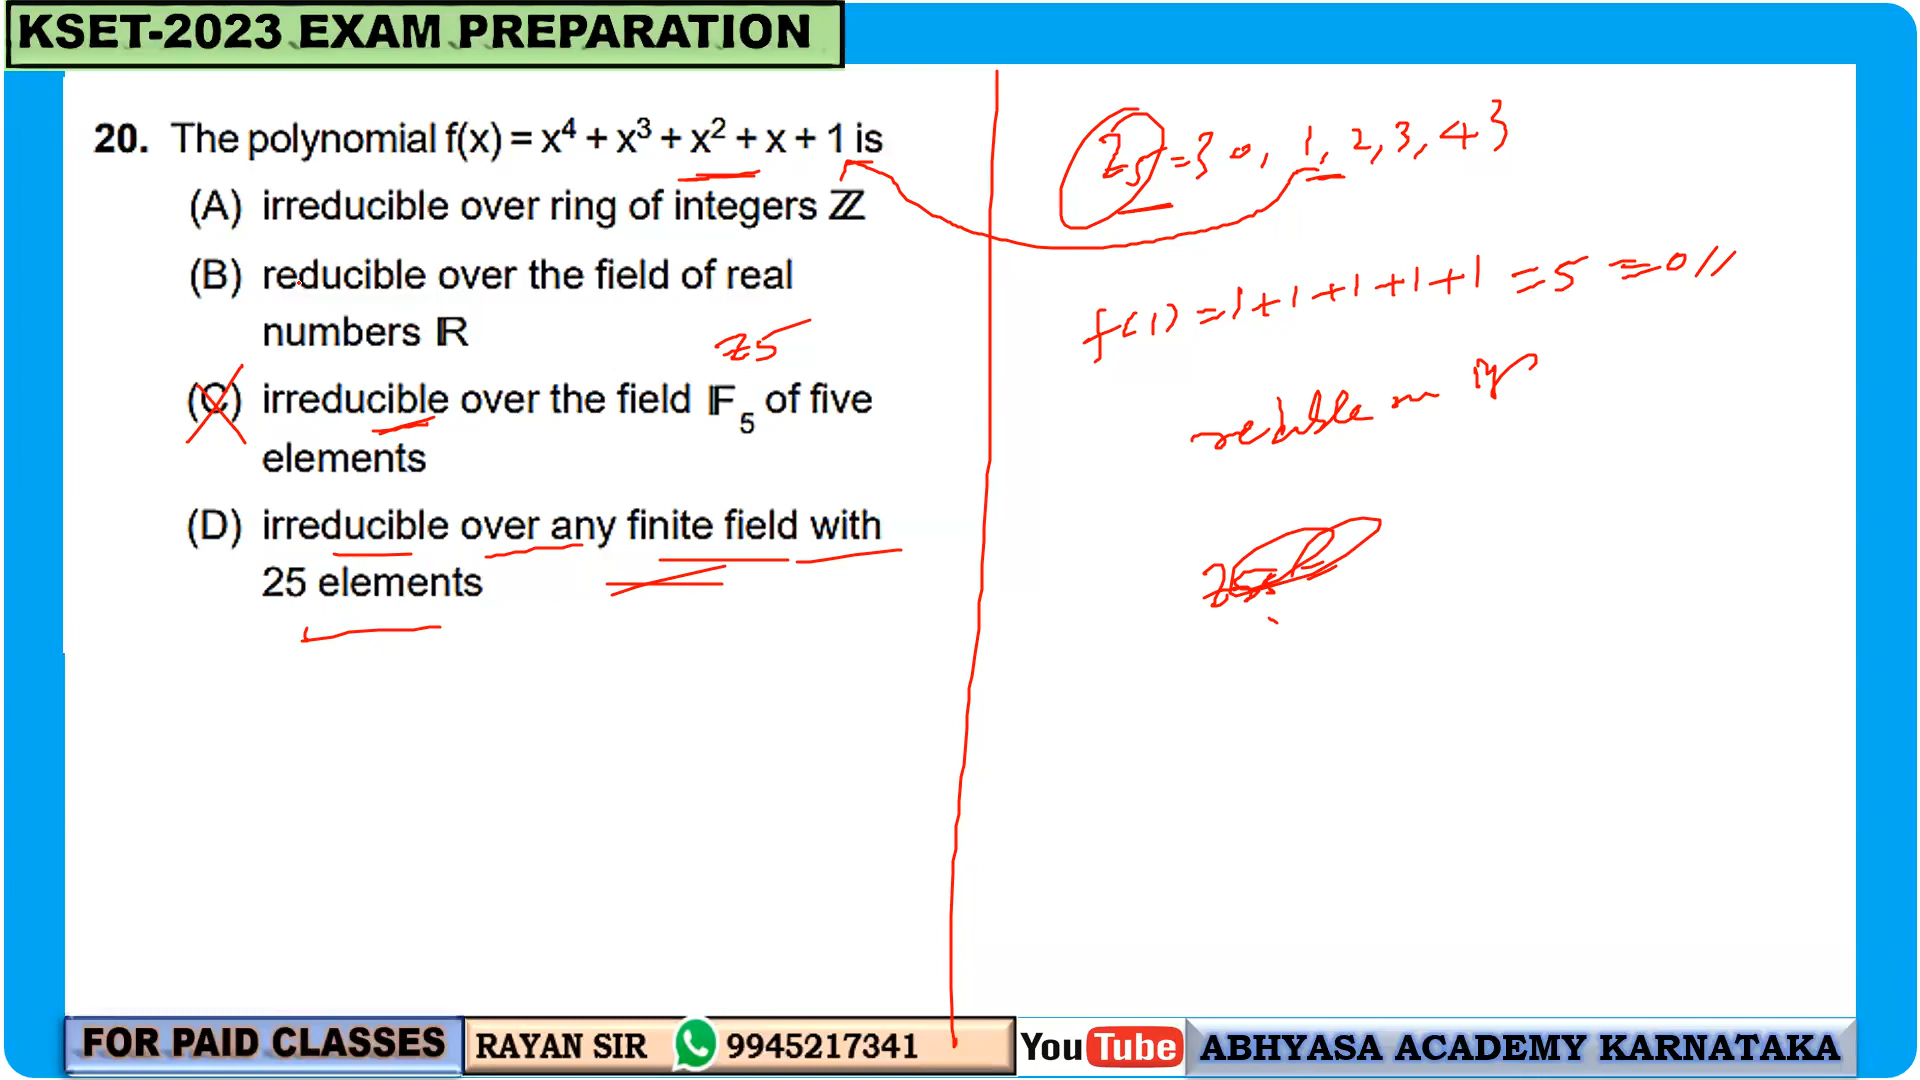 KSET-2023 EXAM PREPARATION
20. The polynomial f(x) = x⁴ + x³ + x² + x + 1 is
(A) irreducible over ring of integers ℤ
(B) reducible over the field of real
numbers ℝ
Z5
(C) irreducible over the field 𝔽₅ of five
elements
(D) irreducible over any finite field with
25 elements
Z5 = { 0, 1, 2, 3, 4 }
f(1) = 1+1+1+1+1 = 5 = 0//
FOR PAID CLASSES
RAYAN SIR 9945217341
YouTube ABHYASA ACADEMY KARNATAKA